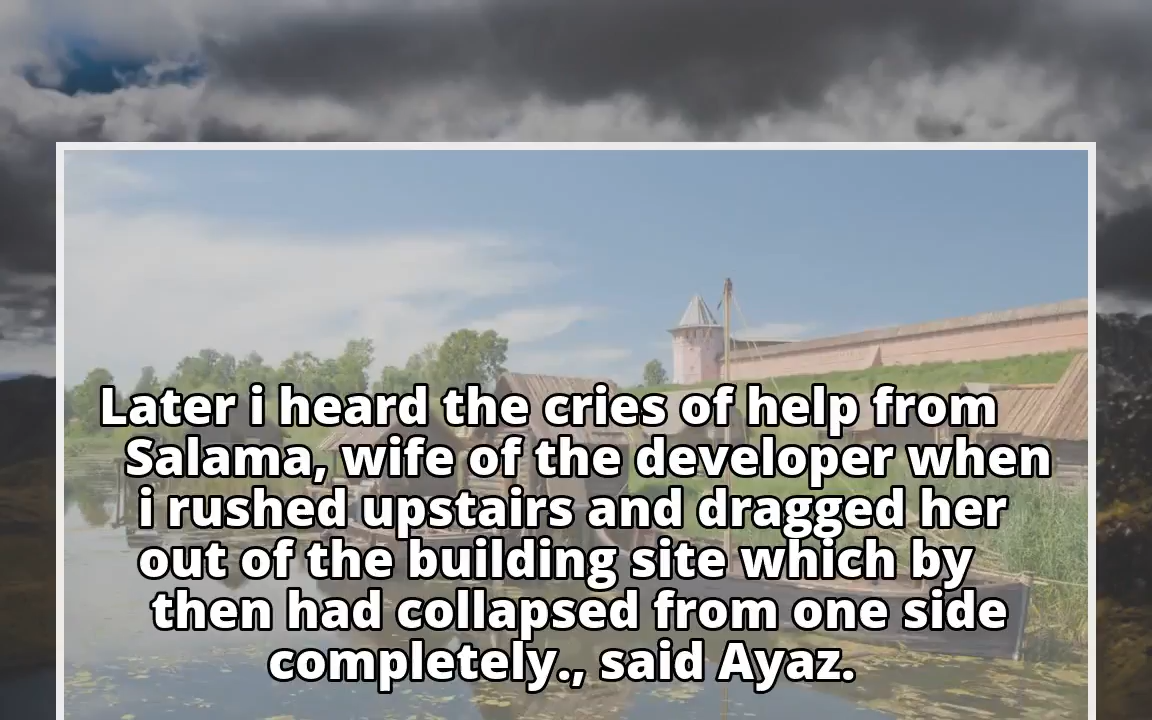 Later i heard the cries of help from
Salama, wife of the developer when
i rushed upstairs and dragged her
out of the building site which by
then had collapsed from one side
completely., said Ayaz.